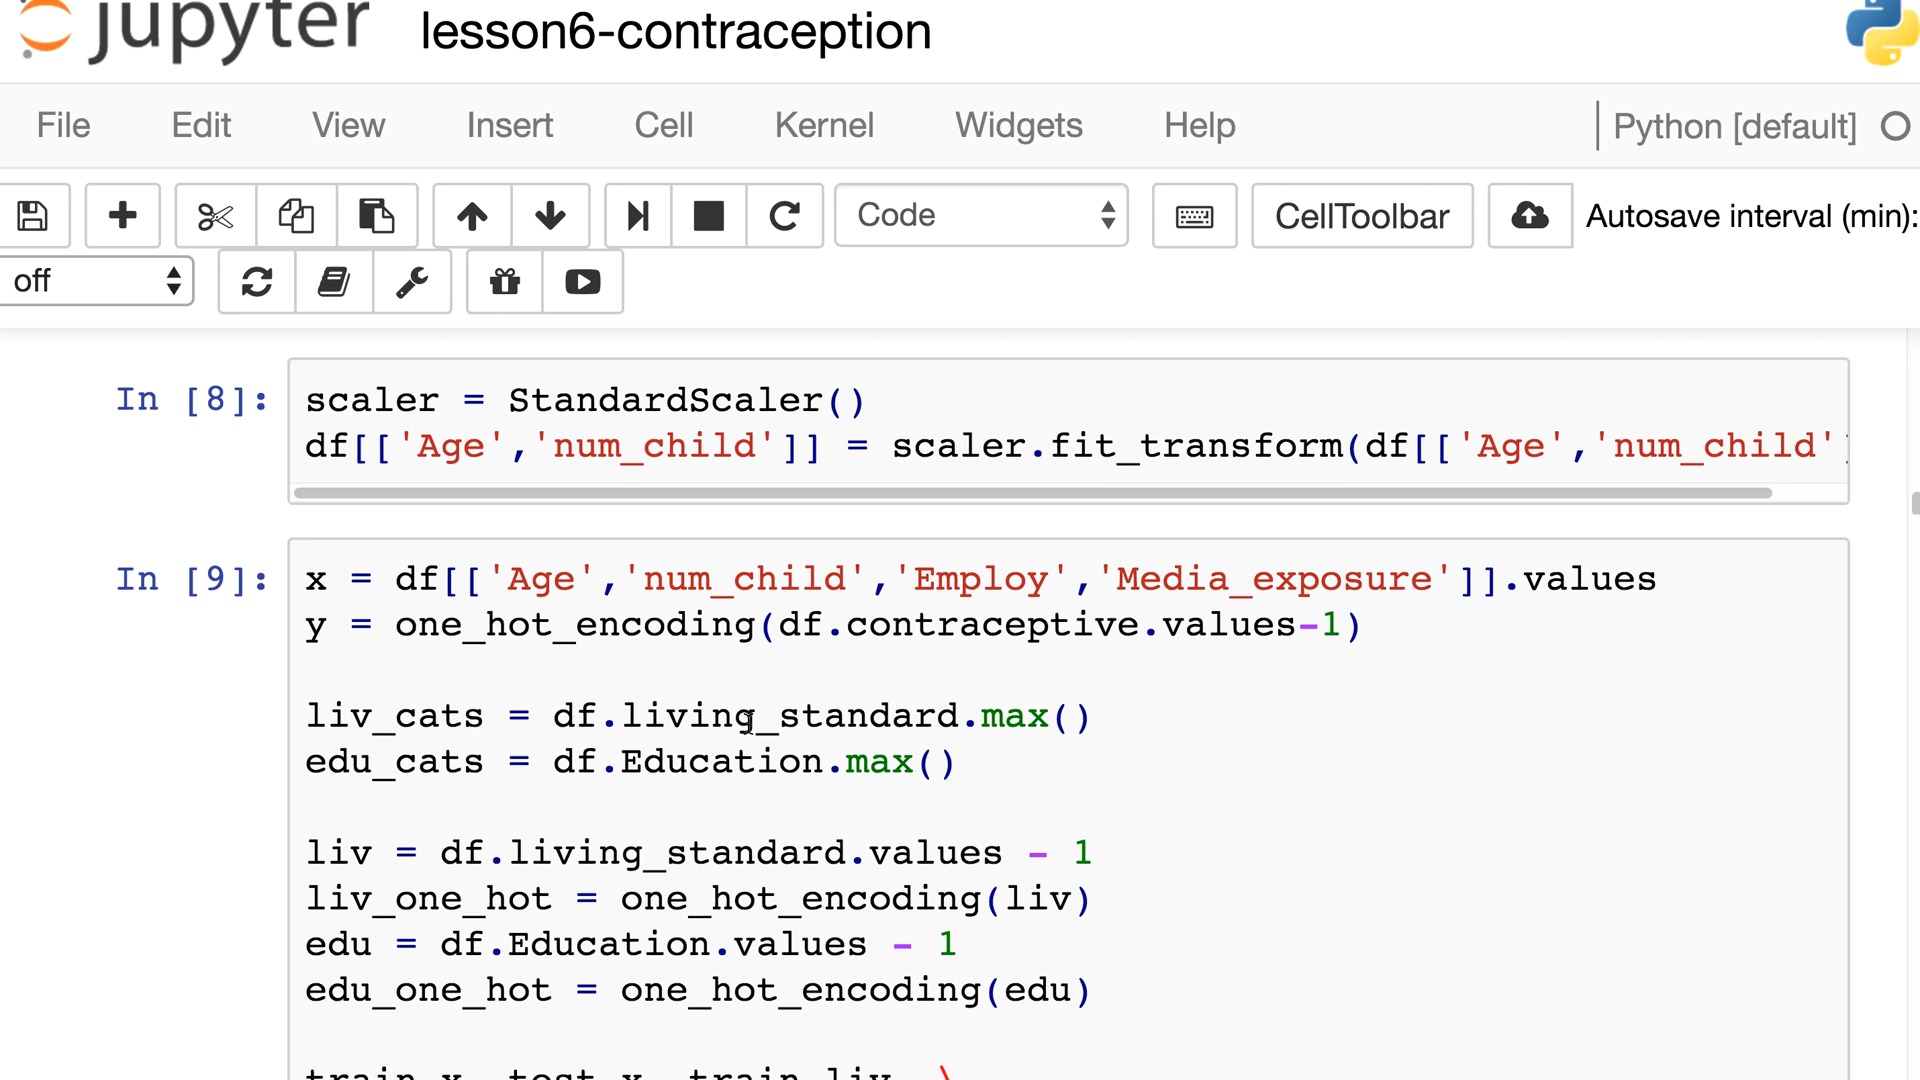 jupyter lesson6-contraception
File Edit View Insert Cell Kernel Widgets Help Python [default]
Code CellToolbar Autosave interval (min):
off
In [8]: scaler = StandardScaler()
df[['Age','num_child']] = scaler.fit_transform(df[['Age','num_child']
In [9]: x = df[['Age','num_child','Employ','Media_exposure']].values
y = one_hot_encoding(df.contraceptive.values-1)
liv_cats = df.living_standard.max()
edu_cats = df.Education.max()
liv = df.living_standard.values - 1
liv_one_hot = one_hot_encoding(liv)
edu = df.Education.values - 1
edu_one_hot = one_hot_encoding(edu)
train_x, test_x, train_liv, \